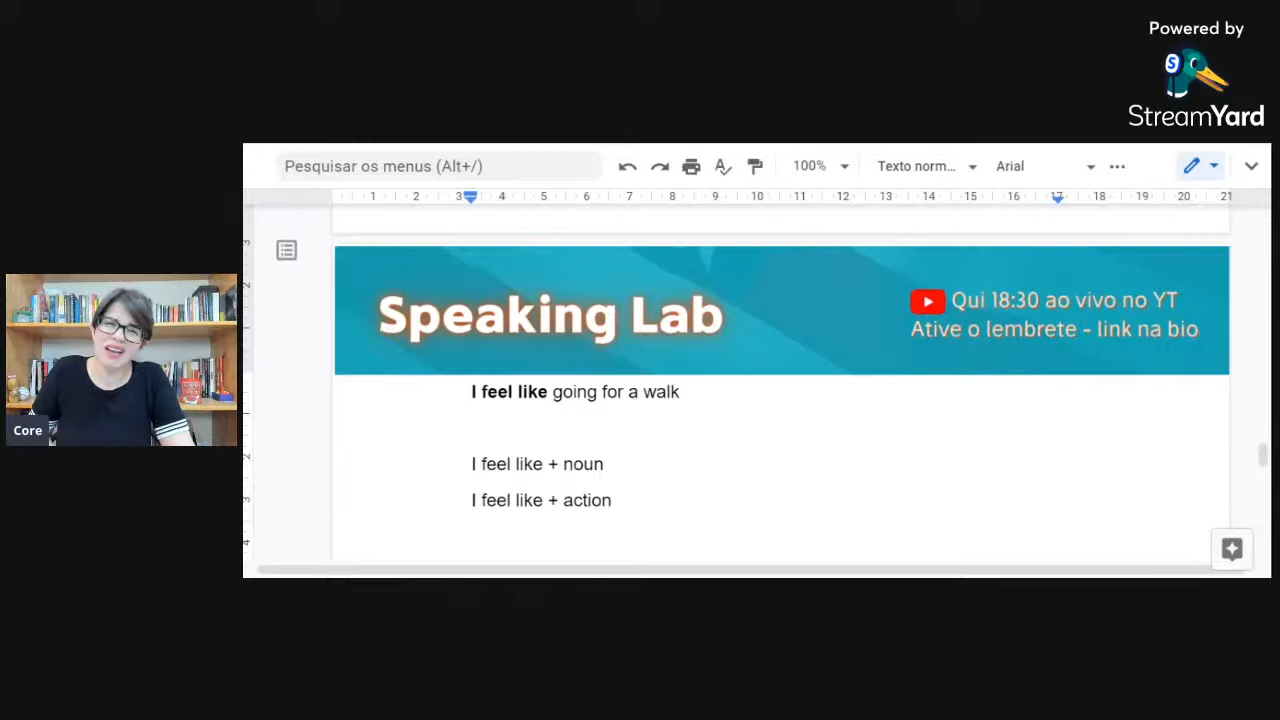 Powered by
StreamYard
Pesquisar os menus (Alt+/)
100%
Texto norm...
Arial
1 2 3 4 5 6 7 8 9 10 11 12 13 14 15 16 17 18 19 20 21
Speaking Lab
Qui 18:30 ao vivo no YT
Ative o lembrete - link na bio
I feel like going for a walk
I feel like + noun
I feel like + action
Core